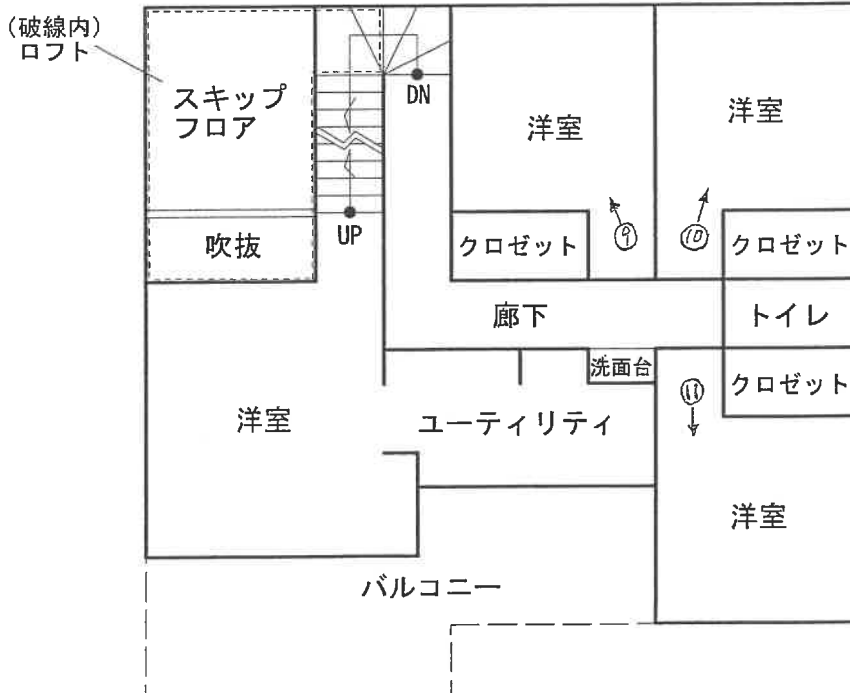 (破線内)
ロフト
スキップ
フロア
DN
洋室
洋室
吹抜
UP
クロゼット
⑨
⑩
クロゼット
廊下
トイレ
洗面台
クロゼット
⑪
洋室
ユーティリティ
洋室
バルコニー